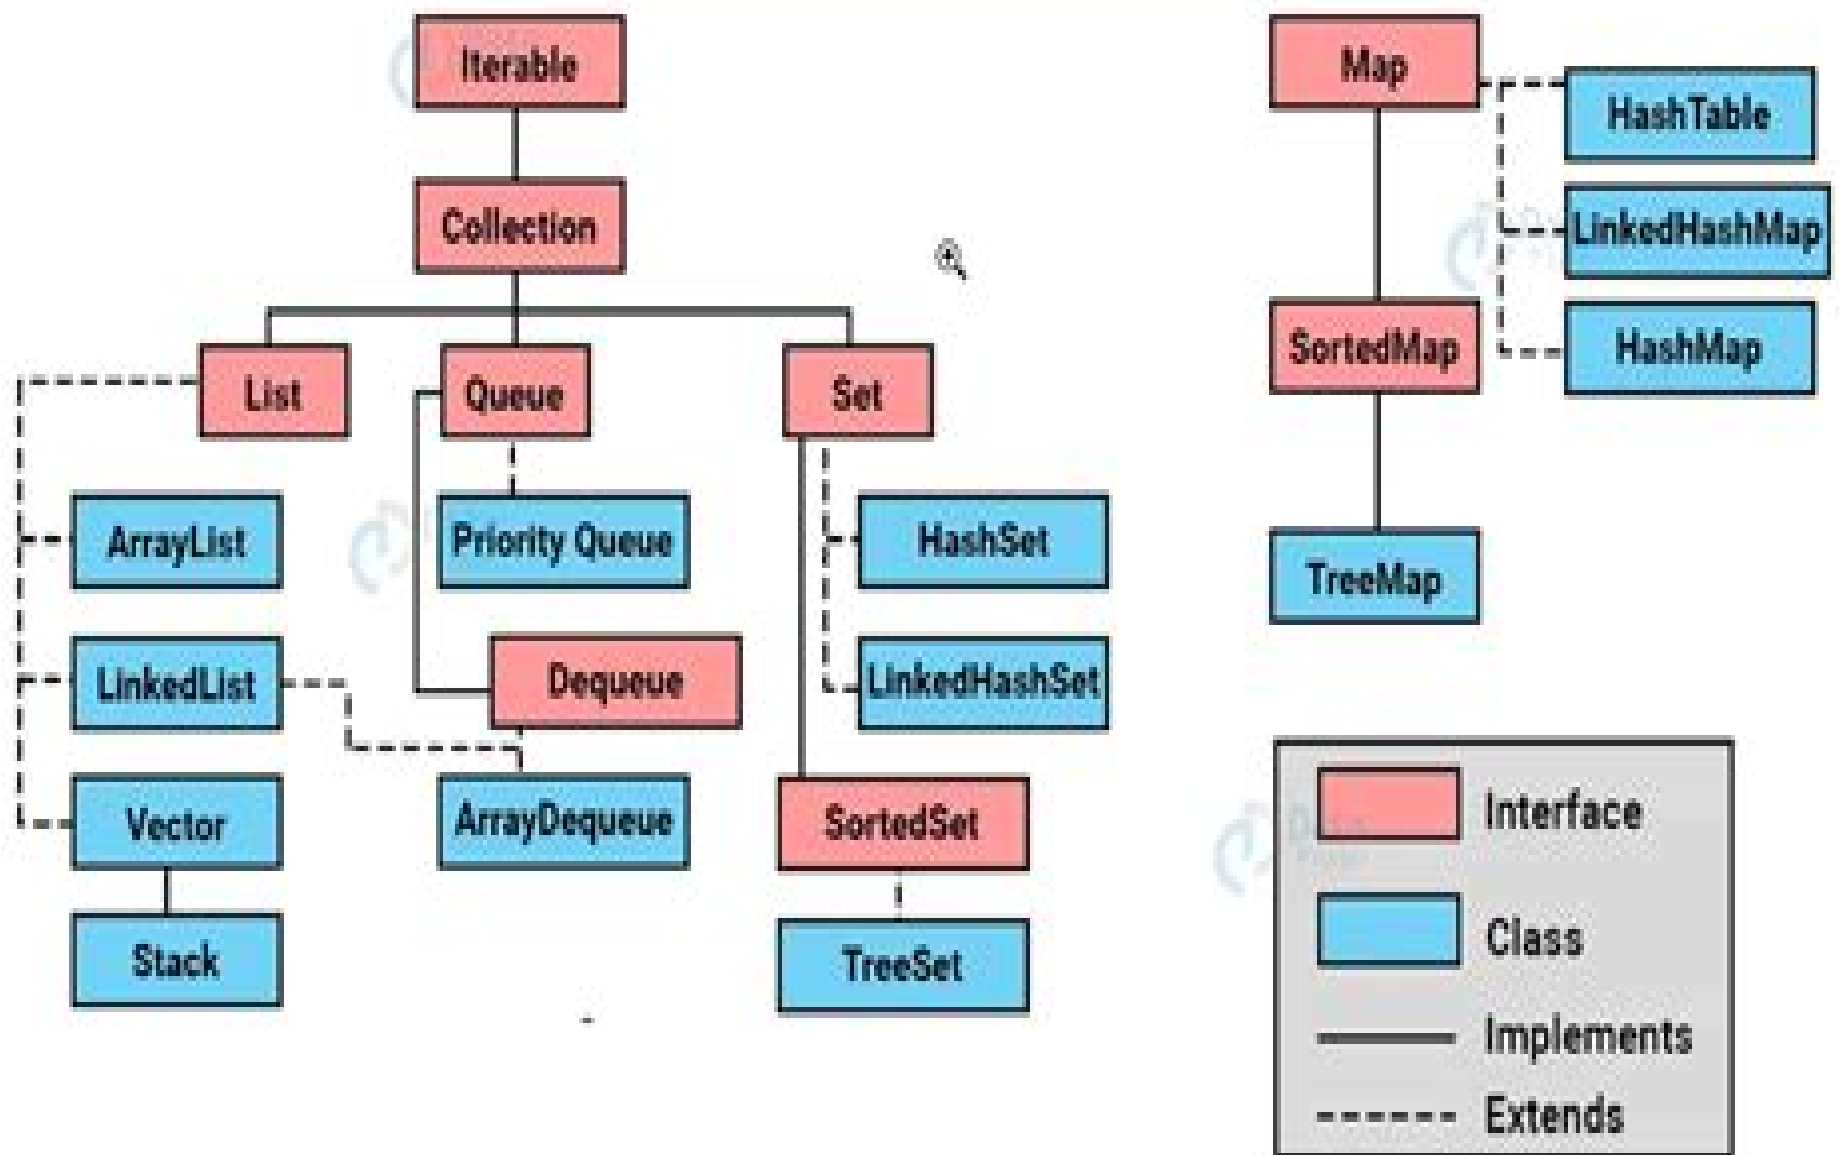 Iterable
Collection
List
Queue
Set
ArrayList
Priority Queue
HashSet
LinkedList
Dequeue
LinkedHashSet
Vector
ArrayDequeue
SortedSet
Stack
TreeSet
Map
HashTable
LinkedHashMap
SortedMap
HashMap
TreeMap
Interface
Class
Implements
Extends